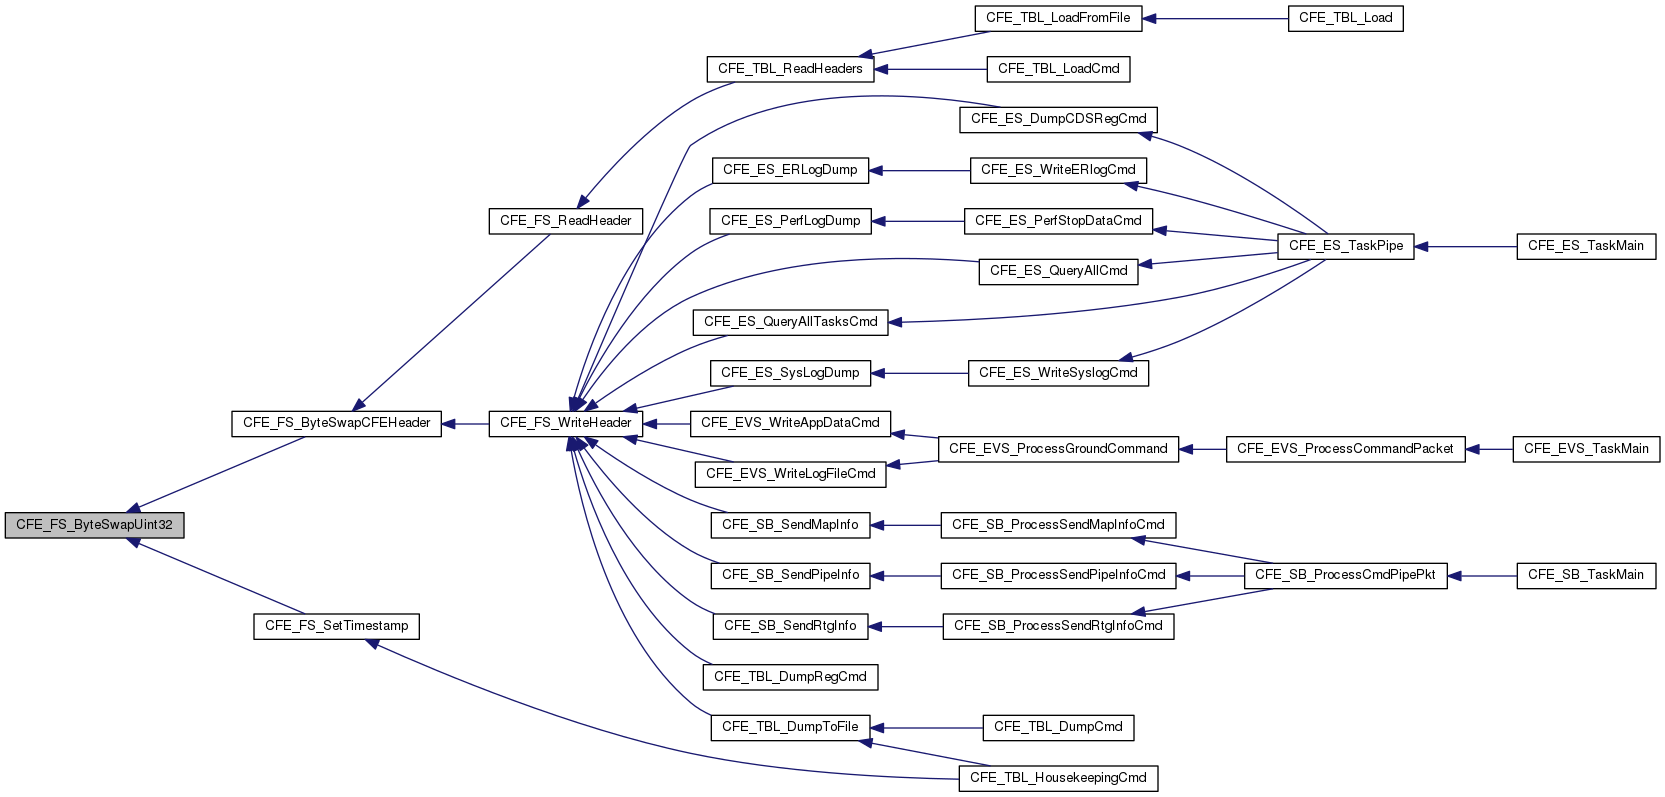 CFE_TBL_LoadFromFile
CFE_TBL_Load
CFE_TBL_ReadHeaders
CFE_TBL_LoadCmd
CFE_ES_DumpCDSRegCmd
CFE_ES_ERLogDump
CFE_ES_WriteERlogCmd
CFE_FS_ReadHeader
CFE_ES_PerfLogDump
CFE_ES_PerfStopDataCmd
CFE_ES_TaskPipe
CFE_ES_TaskMain
CFE_ES_QueryAllCmd
CFE_ES_QueryAllTasksCmd
CFE_ES_SysLogDump
CFE_ES_WriteSyslogCmd
CFE_FS_ByteSwapCFEHeader
CFE_FS_WriteHeader
CFE_EVS_WriteAppDataCmd
CFE_EVS_ProcessGroundCommand
CFE_EVS_ProcessCommandPacket
CFE_EVS_TaskMain
CFE_EVS_WriteLogFileCmd
CFE_FS_ByteSwapUint32
CFE_SB_SendMapInfo
CFE_SB_ProcessSendMapInfoCmd
CFE_SB_SendPipeInfo
CFE_SB_ProcessSendPipeInfoCmd
CFE_SB_ProcessCmdPipePkt
CFE_SB_TaskMain
CFE_FS_SetTimestamp
CFE_SB_SendRtgInfo
CFE_SB_ProcessSendRtgInfoCmd
CFE_TBL_DumpRegCmd
CFE_TBL_DumpToFile
CFE_TBL_DumpCmd
CFE_TBL_HousekeepingCmd